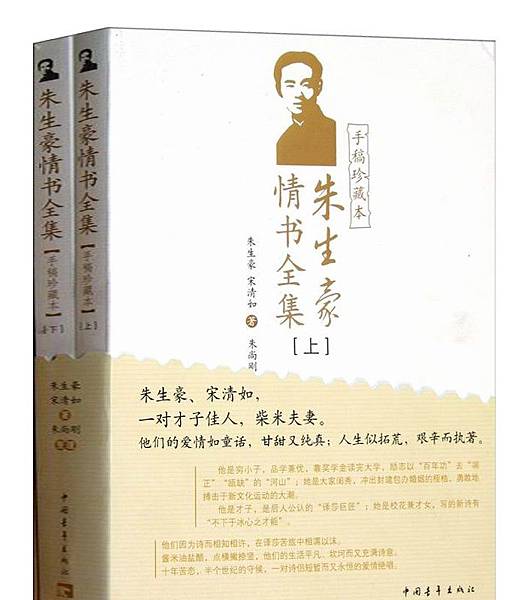 朱生豪情书全集
【手·稿珍藏本】
[下]
朱生豪情书全集
【手·稿珍藏本】
[上]
手稿珍藏本
朱生豪
情书全集
[上]
朱生豪 宋清如 著
朱尚刚
朱生豪
宋清如
著
朱尚刚
整理
中国青年出版社
朱生豪、宋清如,
一对才子佳人,柴米夫妻。
他们的爱情如童话,甘甜又纯真;人生似拓荒,艰辛而执著。
他是穷小子,品学兼优,靠奖学金读完大学,励志以“百年功”去“端
正”“瓯缺”的“河山”;她是大家闺秀,冲出封建包办婚姻的桎梏,勇敢地
搏击于新文化运动的大潮。
他是才子,是后人公认的“译莎巨匠”;她是校花兼才女,写的新诗有
“不下于冰心之才能”。
他们因为诗而相知相许,在译莎苦旅中相濡以沫。
酱米油盐醋,点横撇捺竖,他们的生活平凡、坎坷而又充满诗意。
十年苦恋,半个世纪的守候,一对诗侣短暂而又永恒的爱情绝唱。
中国青年出版社